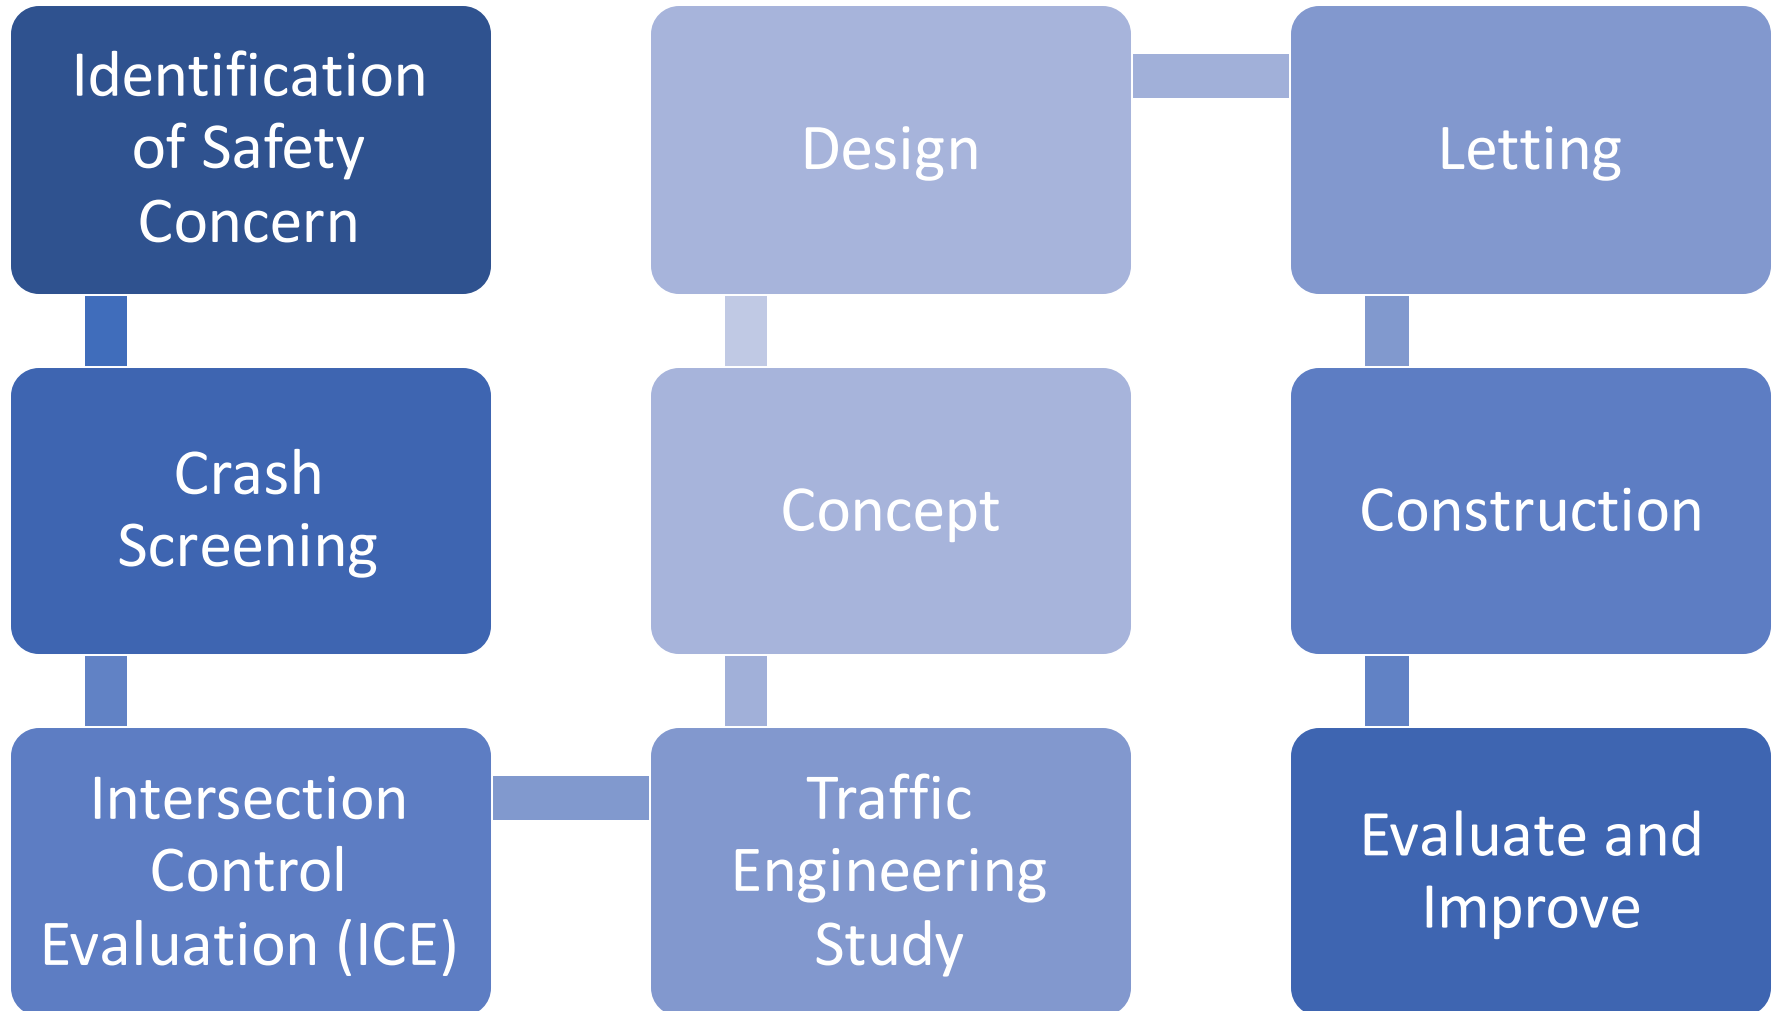 Identification
of Safety
Concern
Crash
Screening
Intersection
Control
Evaluation (ICE)
Traffic
Engineering
Study
Concept
Design
Letting
Construction
Evaluate and
Improve